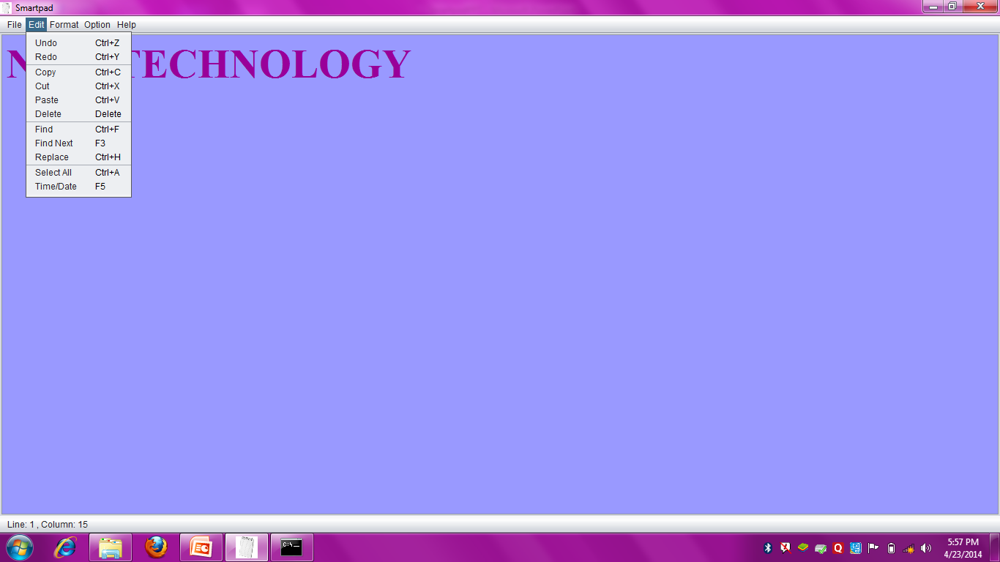 Smartpad
File Edit Format Option Help
Undo Ctrl+Z
Redo Ctrl+Y
Copy Ctrl+C
Cut Ctrl+X
Paste Ctrl+V
Delete Delete
Find Ctrl+F
Find Next F3
Replace Ctrl+H
Select All Ctrl+A
Time/Date F5
N TECHNOLOGY
Line: 1 , Column: 15
C:\_
5:57 PM
4/23/2014